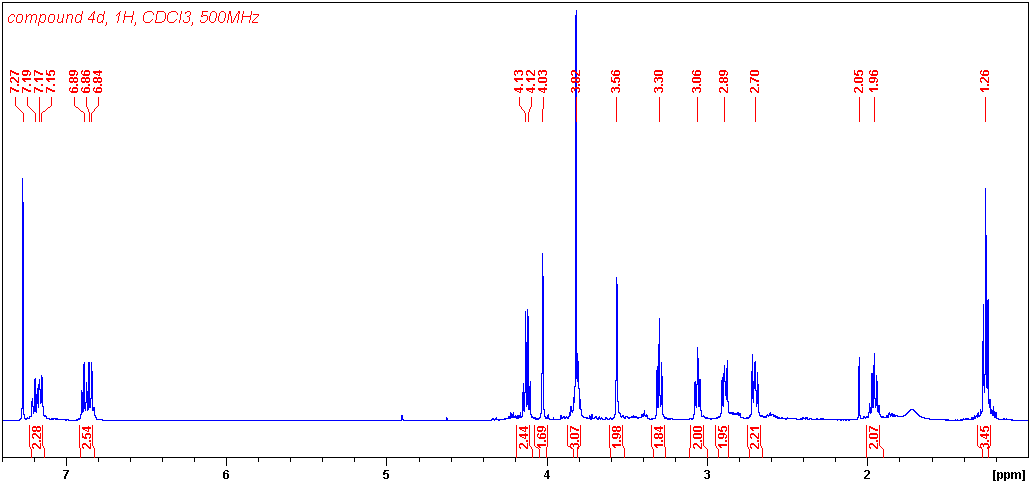 compound 4d, 1H, CDCl3, 500MHz
7.27 7.19 7.17 7.15 6.89 6.86 6.84 4.13 4.12 4.03 3.82 3.56 3.30 3.06 2.89 2.70 2.05 1.96 1.26
2.28 2.54 2.44 1.69 3.07 1.98 1.84 2.00 1.95 2.21 2.07 3.45
7 6 5 4 3 2 [ppm]